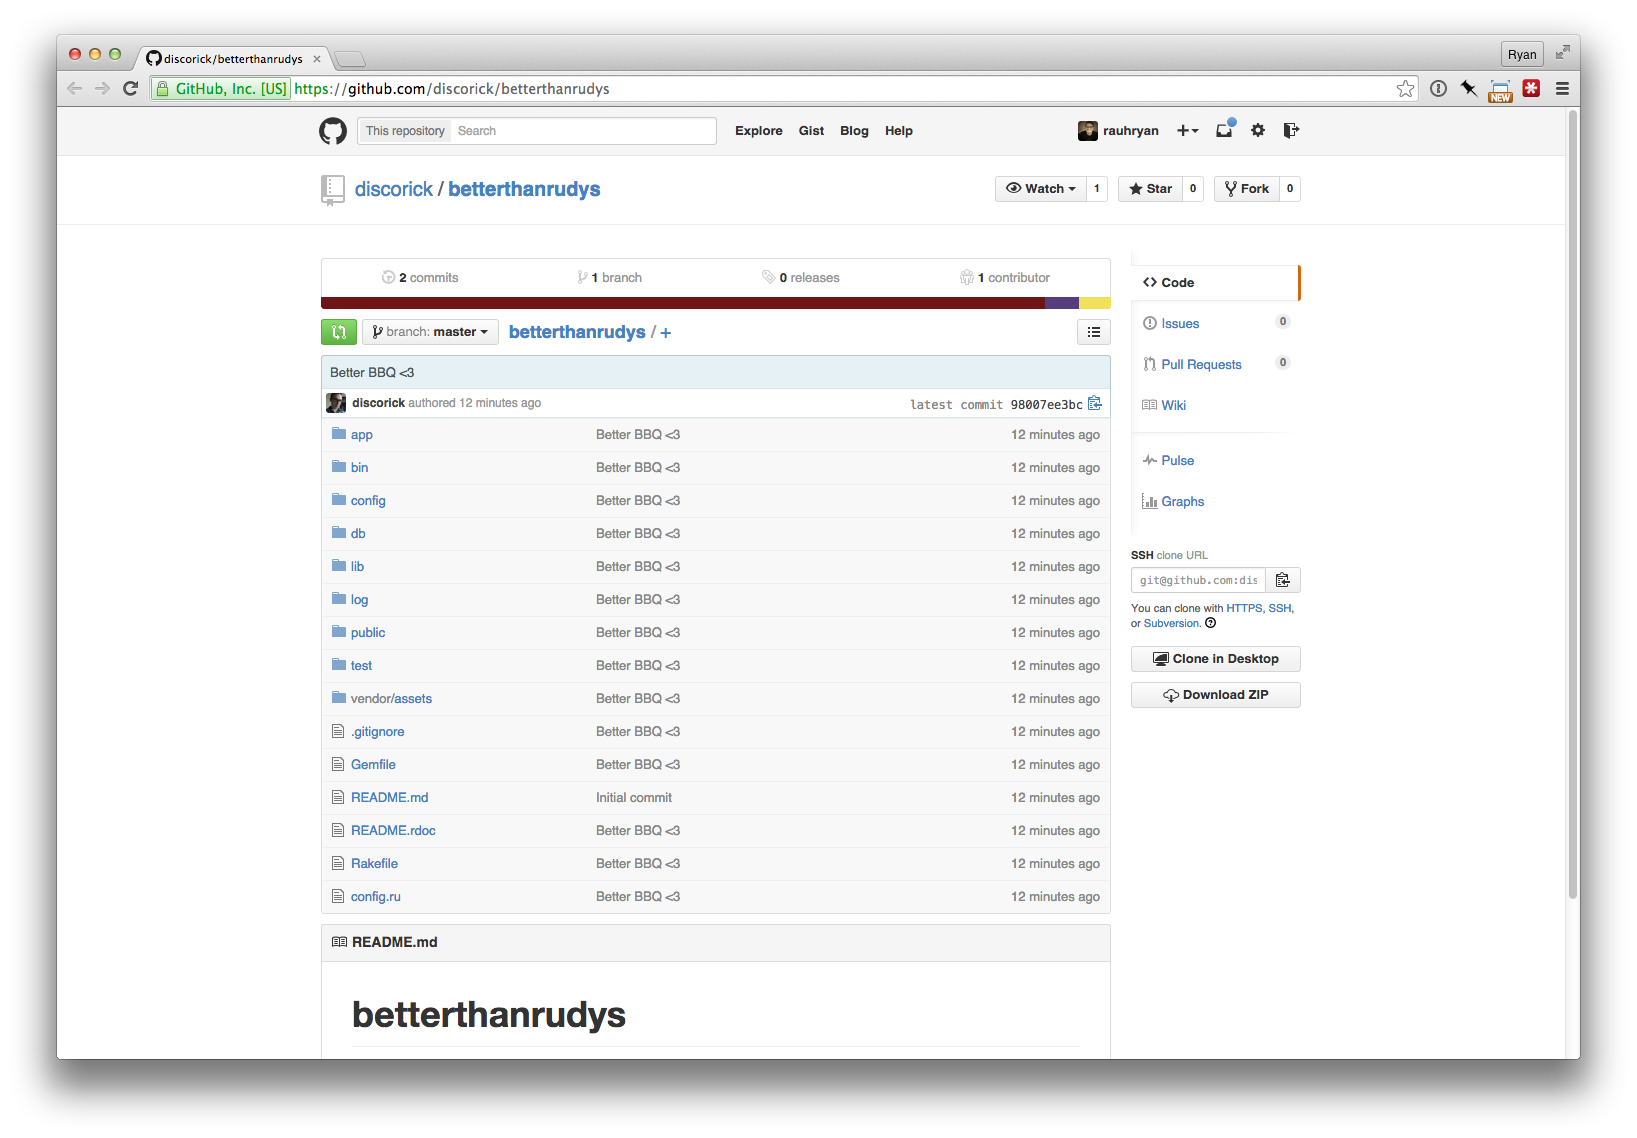 discorick/betterthanrudys
Ryan
GitHub, Inc. [US] https://github.com/discorick/betterthanrudys
NEW
This repository Search Explore Gist Blog Help rauhryan
discorick / betterthanrudys Watch 1 Star 0 Fork 0
2 commits 1 branch 0 releases 1 contributor
branch: master betterthanrudys / +
Better BBQ <3
discorick authored 12 minutes ago latest commit 98007ee3bc
app Better BBQ <3 12 minutes ago
bin Better BBQ <3 12 minutes ago
config Better BBQ <3 12 minutes ago
db Better BBQ <3 12 minutes ago
lib Better BBQ <3 12 minutes ago
log Better BBQ <3 12 minutes ago
public Better BBQ <3 12 minutes ago
test Better BBQ <3 12 minutes ago
vendor/assets Better BBQ <3 12 minutes ago
.gitignore Better BBQ <3 12 minutes ago
Gemfile Better BBQ <3 12 minutes ago
README.md Initial commit 12 minutes ago
README.rdoc Better BBQ <3 12 minutes ago
Rakefile Better BBQ <3 12 minutes ago
config.ru Better BBQ <3 12 minutes ago
README.md
betterthanrudys
Code
Issues 0
Pull Requests 0
Wiki
Pulse
Graphs
SSH clone URL
git@github.com:dis
You can clone with HTTPS, SSH,
or Subversion.
Clone in Desktop
Download ZIP